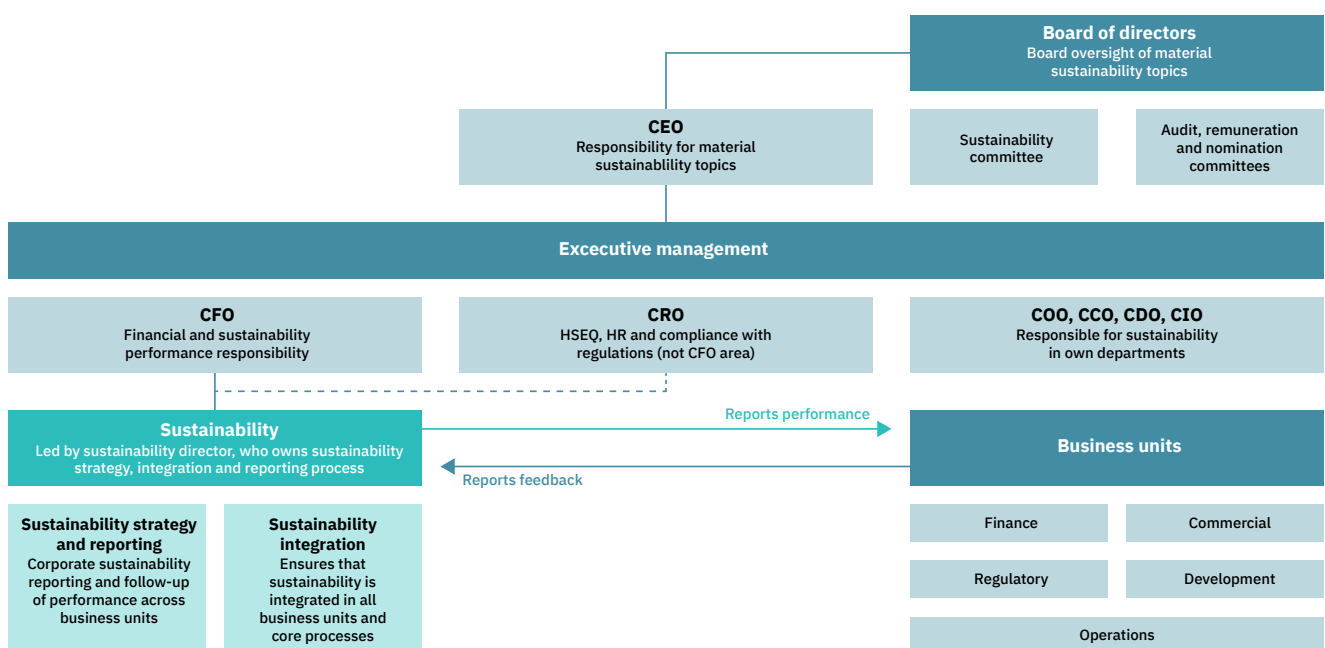 Board of directors
Board oversight of material
sustainability topics
CEO
Responsibility for material
sustainablility topics
Sustainability
committee
Audit, remuneration
and nomination
committees
Excecutive management
CFO
Financial and sustainability
performance responsibility
CRO
HSEQ, HR and compliance with
regulations (not CFO area)
COO, CCO, CDO, CIO
Responsible for sustainability
in own departments
Sustainability
Led by sustainability director, who owns sustainability
strategy, integration and reporting process
Reports performance
Reports feedback
Business units
Sustainability strategy
and reporting
Corporate sustainability
reporting and follow-up
of performance across
business units
Sustainability
integration
Ensures that
sustainability is
integrated in all
business units and
core processes
Finance
Commercial
Regulatory
Development
Operations